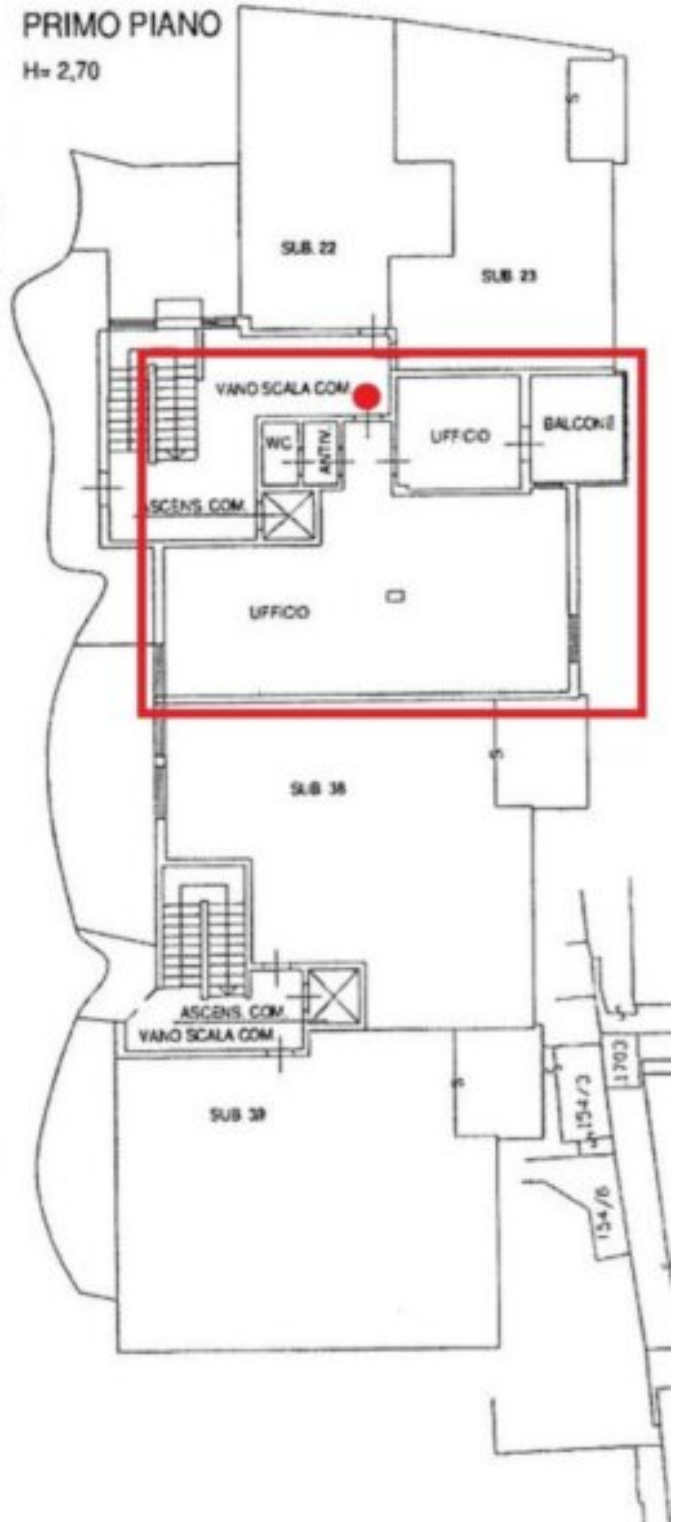 PRIMO PIANO
H= 2,70
S
SUB. 22
SUB. 23
VANO SCALA COM.
WC
ANTIV.
UFFICIO
BALCONE
ASCENS. COM.
UFFICIO
S
SUB 38
ASCENS. COM.
VANO SCALA COM.
S
SUB 39
S
1703
154/3
S
154/6